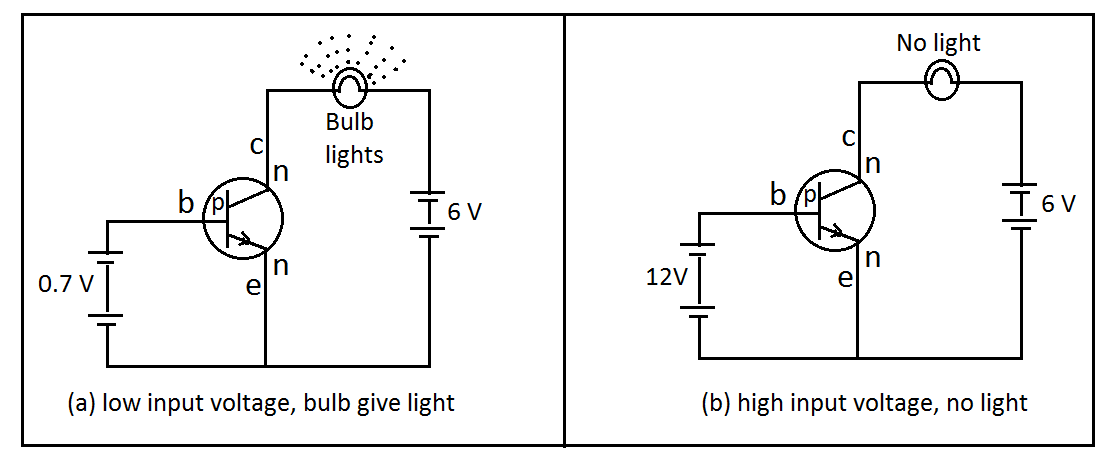 Bulb
lights
c
n
b
p
n
e
0.7 V
6 V
(a) low input voltage, bulb give light
No light
c
n
b
p
n
e
12V
6 V
(b) high input voltage, no light